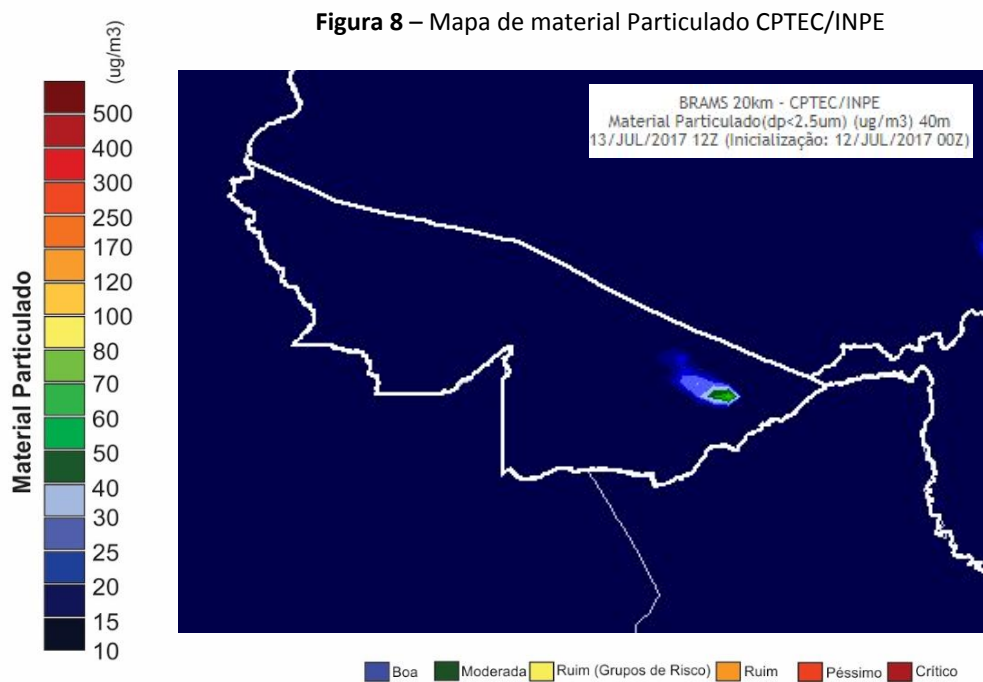 Figura 8 – Mapa de material Particulado CPTEC/INPE
(ug/m3)
BRAMS 20km - CPTEC/INPE
Material Particulado(dp<2.5um) (ug/m3) 40m
13/JUL/2017 12Z (Inicialização: 12/JUL/2017 00Z)
Material Particulado
500
400
300
250
170
120
100
80
70
60
50
40
30
25
20
15
10
Boa
Moderada
Ruim (Grupos de Risco)
Ruim
Péssimo
Crítico